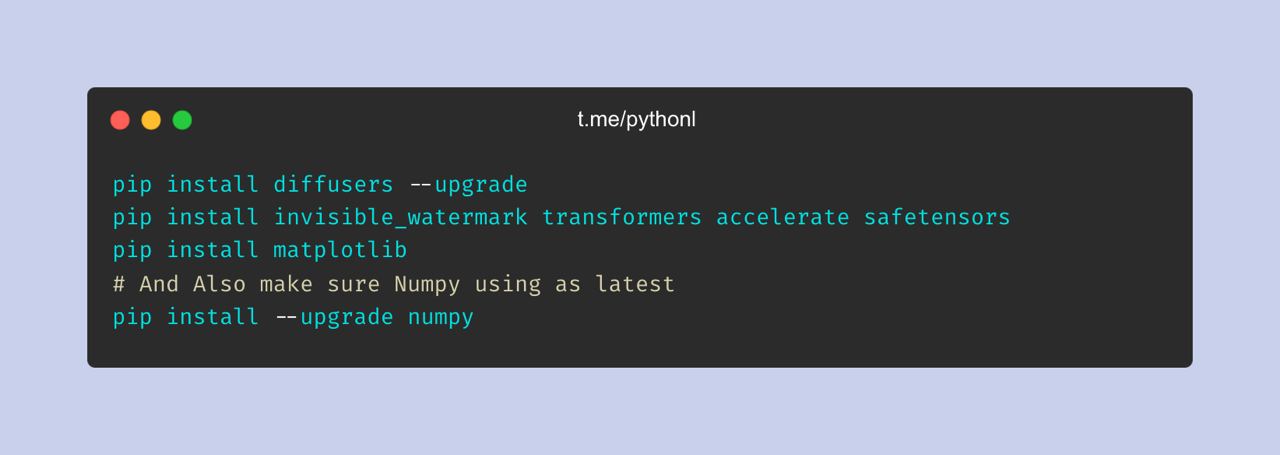 t.me/pythonl
pip install diffusers --upgrade
pip install invisible_watermark transformers accelerate safetensors
pip install matplotlib
# And Also make sure Numpy using as latest
pip install --upgrade numpy